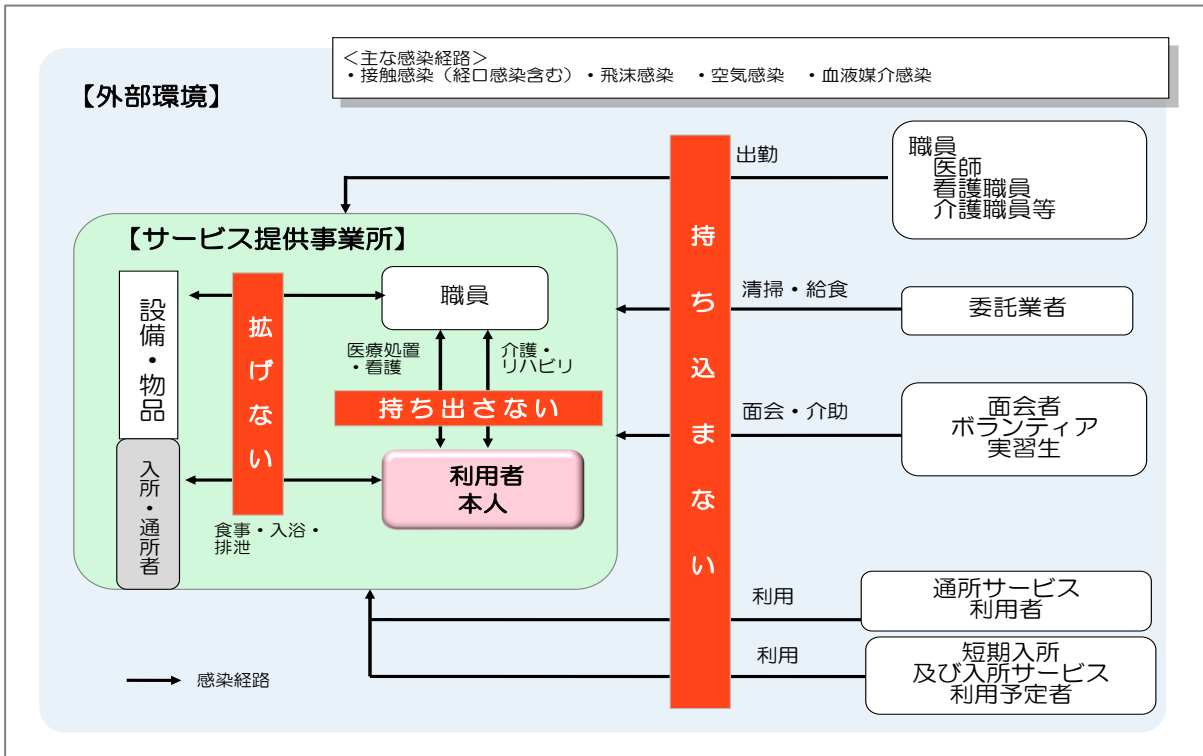 ＜主な感染経路＞
・接触感染（経口感染含む）・飛沫感染　・空気感染　・血液媒介感染
【外部環境】
出勤
職員
医師
看護職員
介護職員等
【サービス提供事業所】
設備・物品
拡げない
職員
医療処置
・看護
介護・
リハビリ
持ち出さない
利用者
本人
入所・通所者
食事・入浴・
排泄
持ち込まない
清掃・給食
委託業者
面会・介助
面会者
ボランティア
実習生
利用
通所サービス
利用者
利用
短期入所
及び入所サービス
利用予定者
感染経路